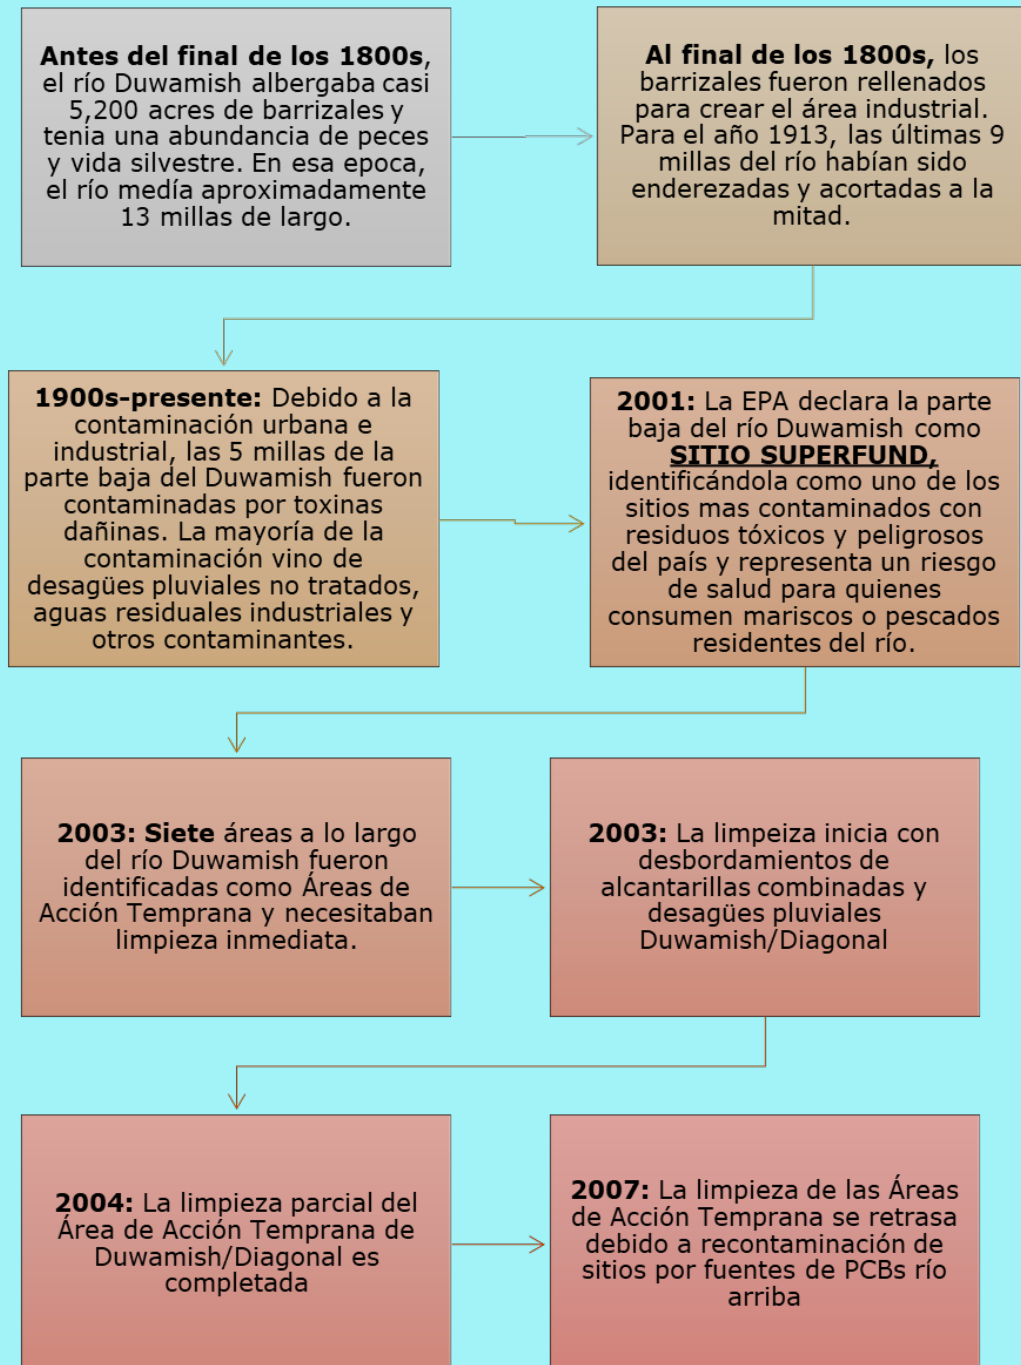 Antes del final de los 1800s,
el río Duwamish albergaba casi
5,200 acres de barrizales y
tenia una abundancia de peces
y vida silvestre. En esa epoca,
el río medía aproximadamente
13 millas de largo.
Al final de los 1800s, los
barrizales fueron rellenados
para crear el área industrial.
Para el año 1913, las últimas 9
millas del río habían sido
enderezadas y acortadas a la
mitad.
1900s-presente: Debido a la
contaminación urbana e
industrial, las 5 millas de la
parte baja del Duwamish fueron
contaminadas por toxinas
dañinas. La mayoría de la
contaminación vino de
desagües pluviales no tratados,
aguas residuales industriales y
otros contaminantes.
2001: La EPA declara la parte
baja del río Duwamish como
SITIO SUPERFUND,
identificándola como uno de los
sitios mas contaminados con
residuos tóxicos y peligrosos
del país y representa un riesgo
de salud para quienes
consumen mariscos o pescados
residentes del río.
2003: Siete áreas a lo largo
del río Duwamish fueron
identificadas como Áreas de
Acción Temprana y necesitaban
limpieza inmediata.
2003: La limpeiza inicia con
desbordamientos de
alcantarillas combinadas y
desagües pluviales
Duwamish/Diagonal
2004: La limpieza parcial del
Área de Acción Temprana de
Duwamish/Diagonal es
completada
2007: La limpieza de las Áreas
de Acción Temprana se retrasa
debido a recontaminación de
sitios por fuentes de PCBs río
arriba